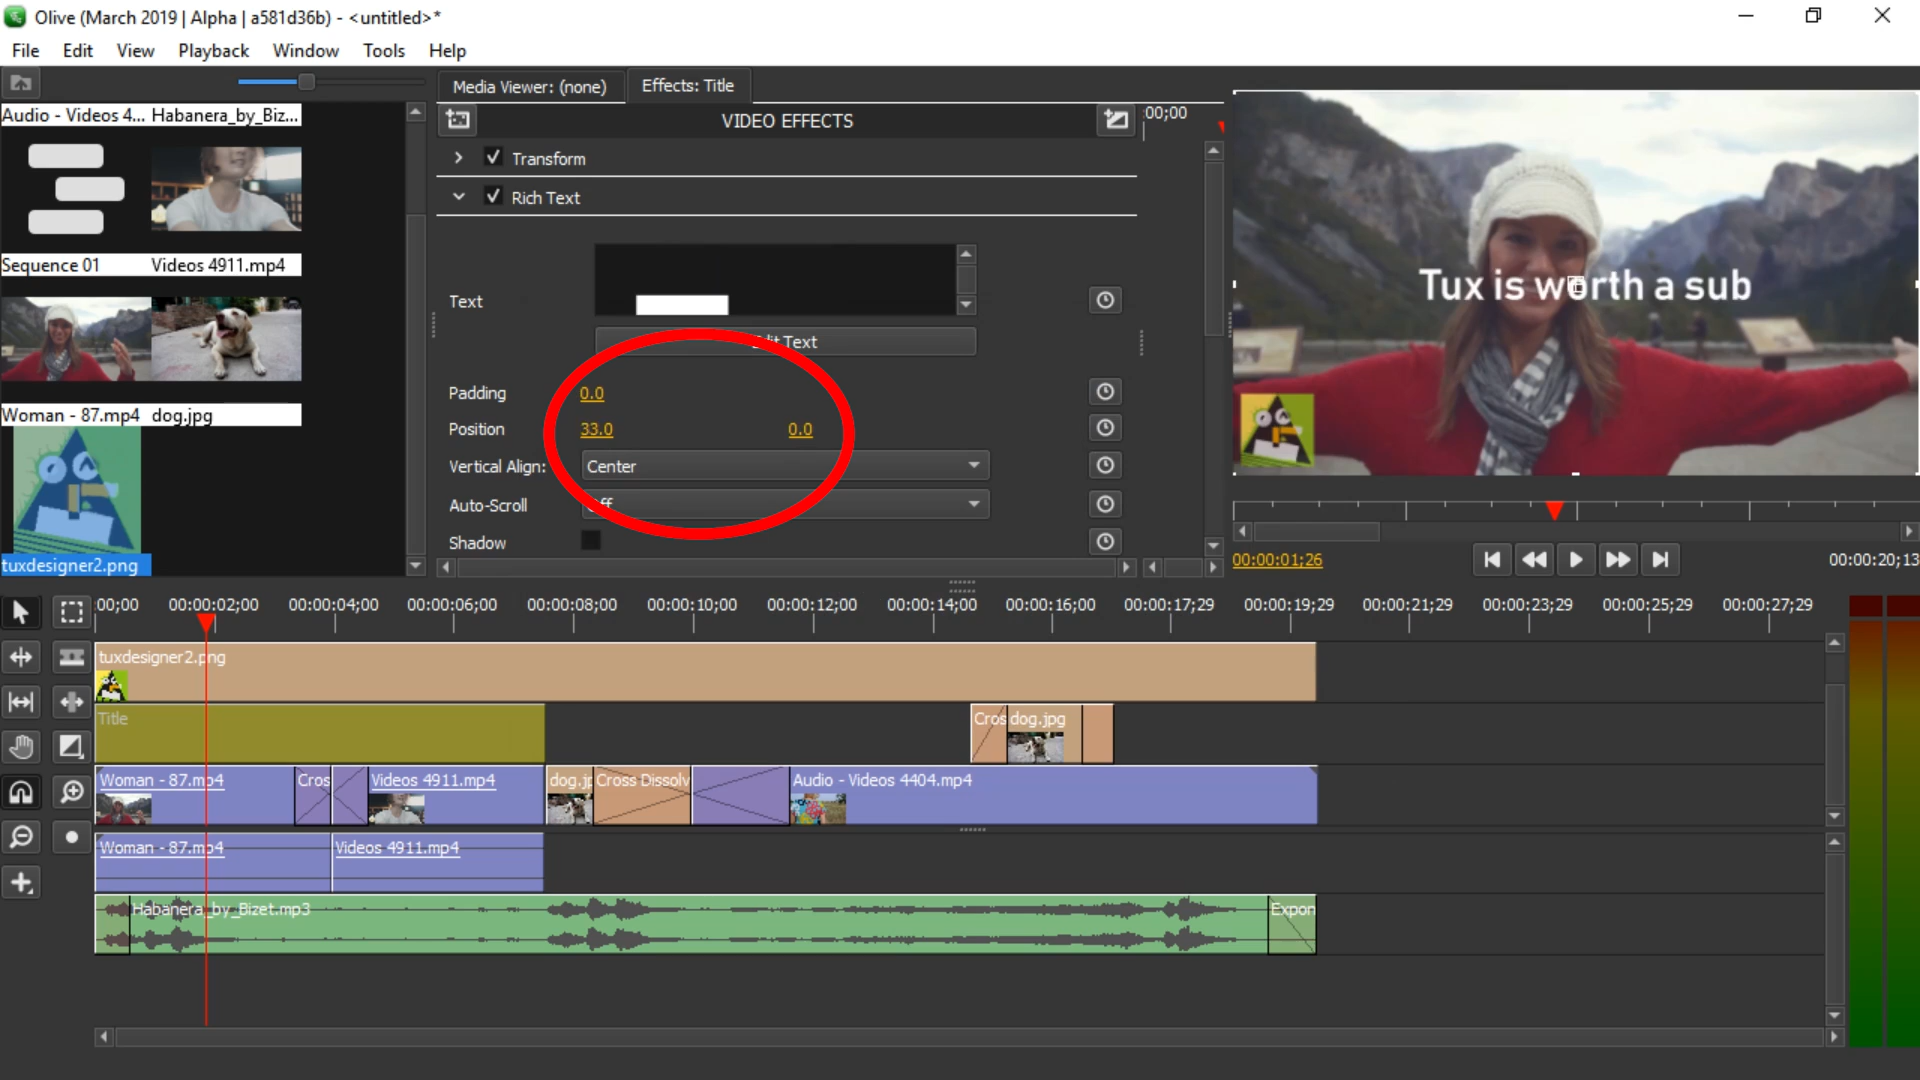 Olive (March 2019 | Alpha | a581d36b) - <untitled>*
File Edit View Playback Window Tools Help
Audio - Videos 4... Habanera_by_Biz...
Sequence 01 Videos 4911.mp4
Woman - 87.mp4 dog.jpg
tuxdesigner2.png
Media Viewer: (none) Effects: Title
VIDEO EFFECTS
:00;00
Transform
Rich Text
Text
Edit Text
Padding 0.0
Position 33.0 0.0
Vertical Align: Center
Auto-Scroll Off
Shadow
Tux is worth a sub
00:00:01;26 00:00:20;13
:00;00 00:00:02;00 00:00:04;00 00:00:06;00 00:00:08;00 00:00:10;00 00:00:12;00 00:00:14;00 00:00:16;00 00:00:17;29 00:00:19;29 00:00:21;29 00:00:23;29 00:00:25;29 00:00:27;29
tuxdesigner2.png
Title Cros dog.jpg
Woman - 87.mp4 Cros Videos 4911.mp4 dog.jp Cross Dissolv Audio - Videos 4404.mp4
Woman - 87.mp4 Videos 4911.mp4
Habanera_by_Bizet.mp3 Expon